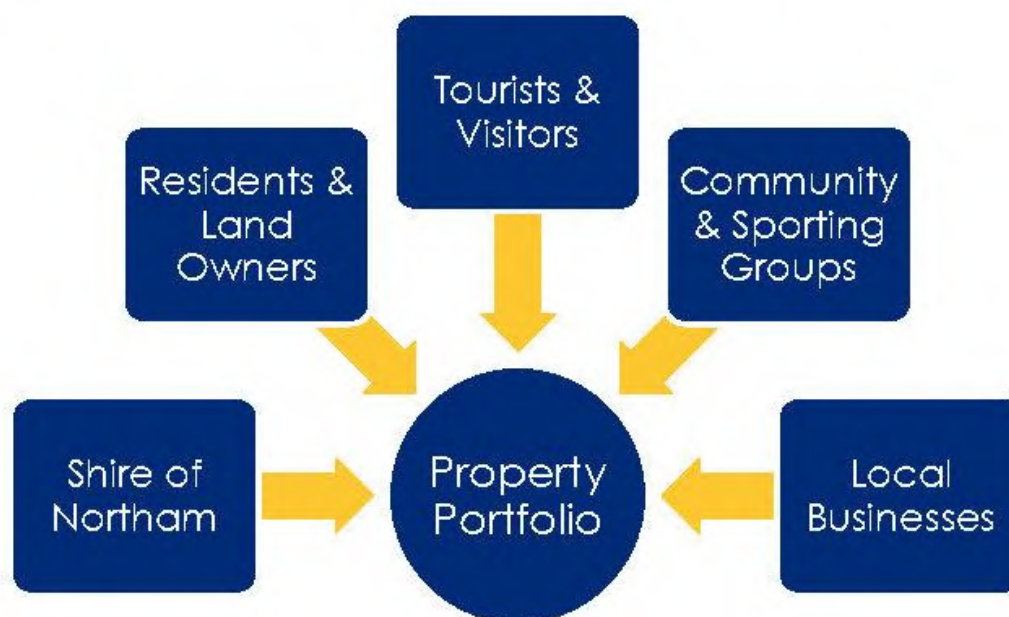 Tourists &
Visitors
Residents &
Land
Owners
Community
& Sporting
Groups
Shire of
Northam
Property
Portfolio
Local
Businesses